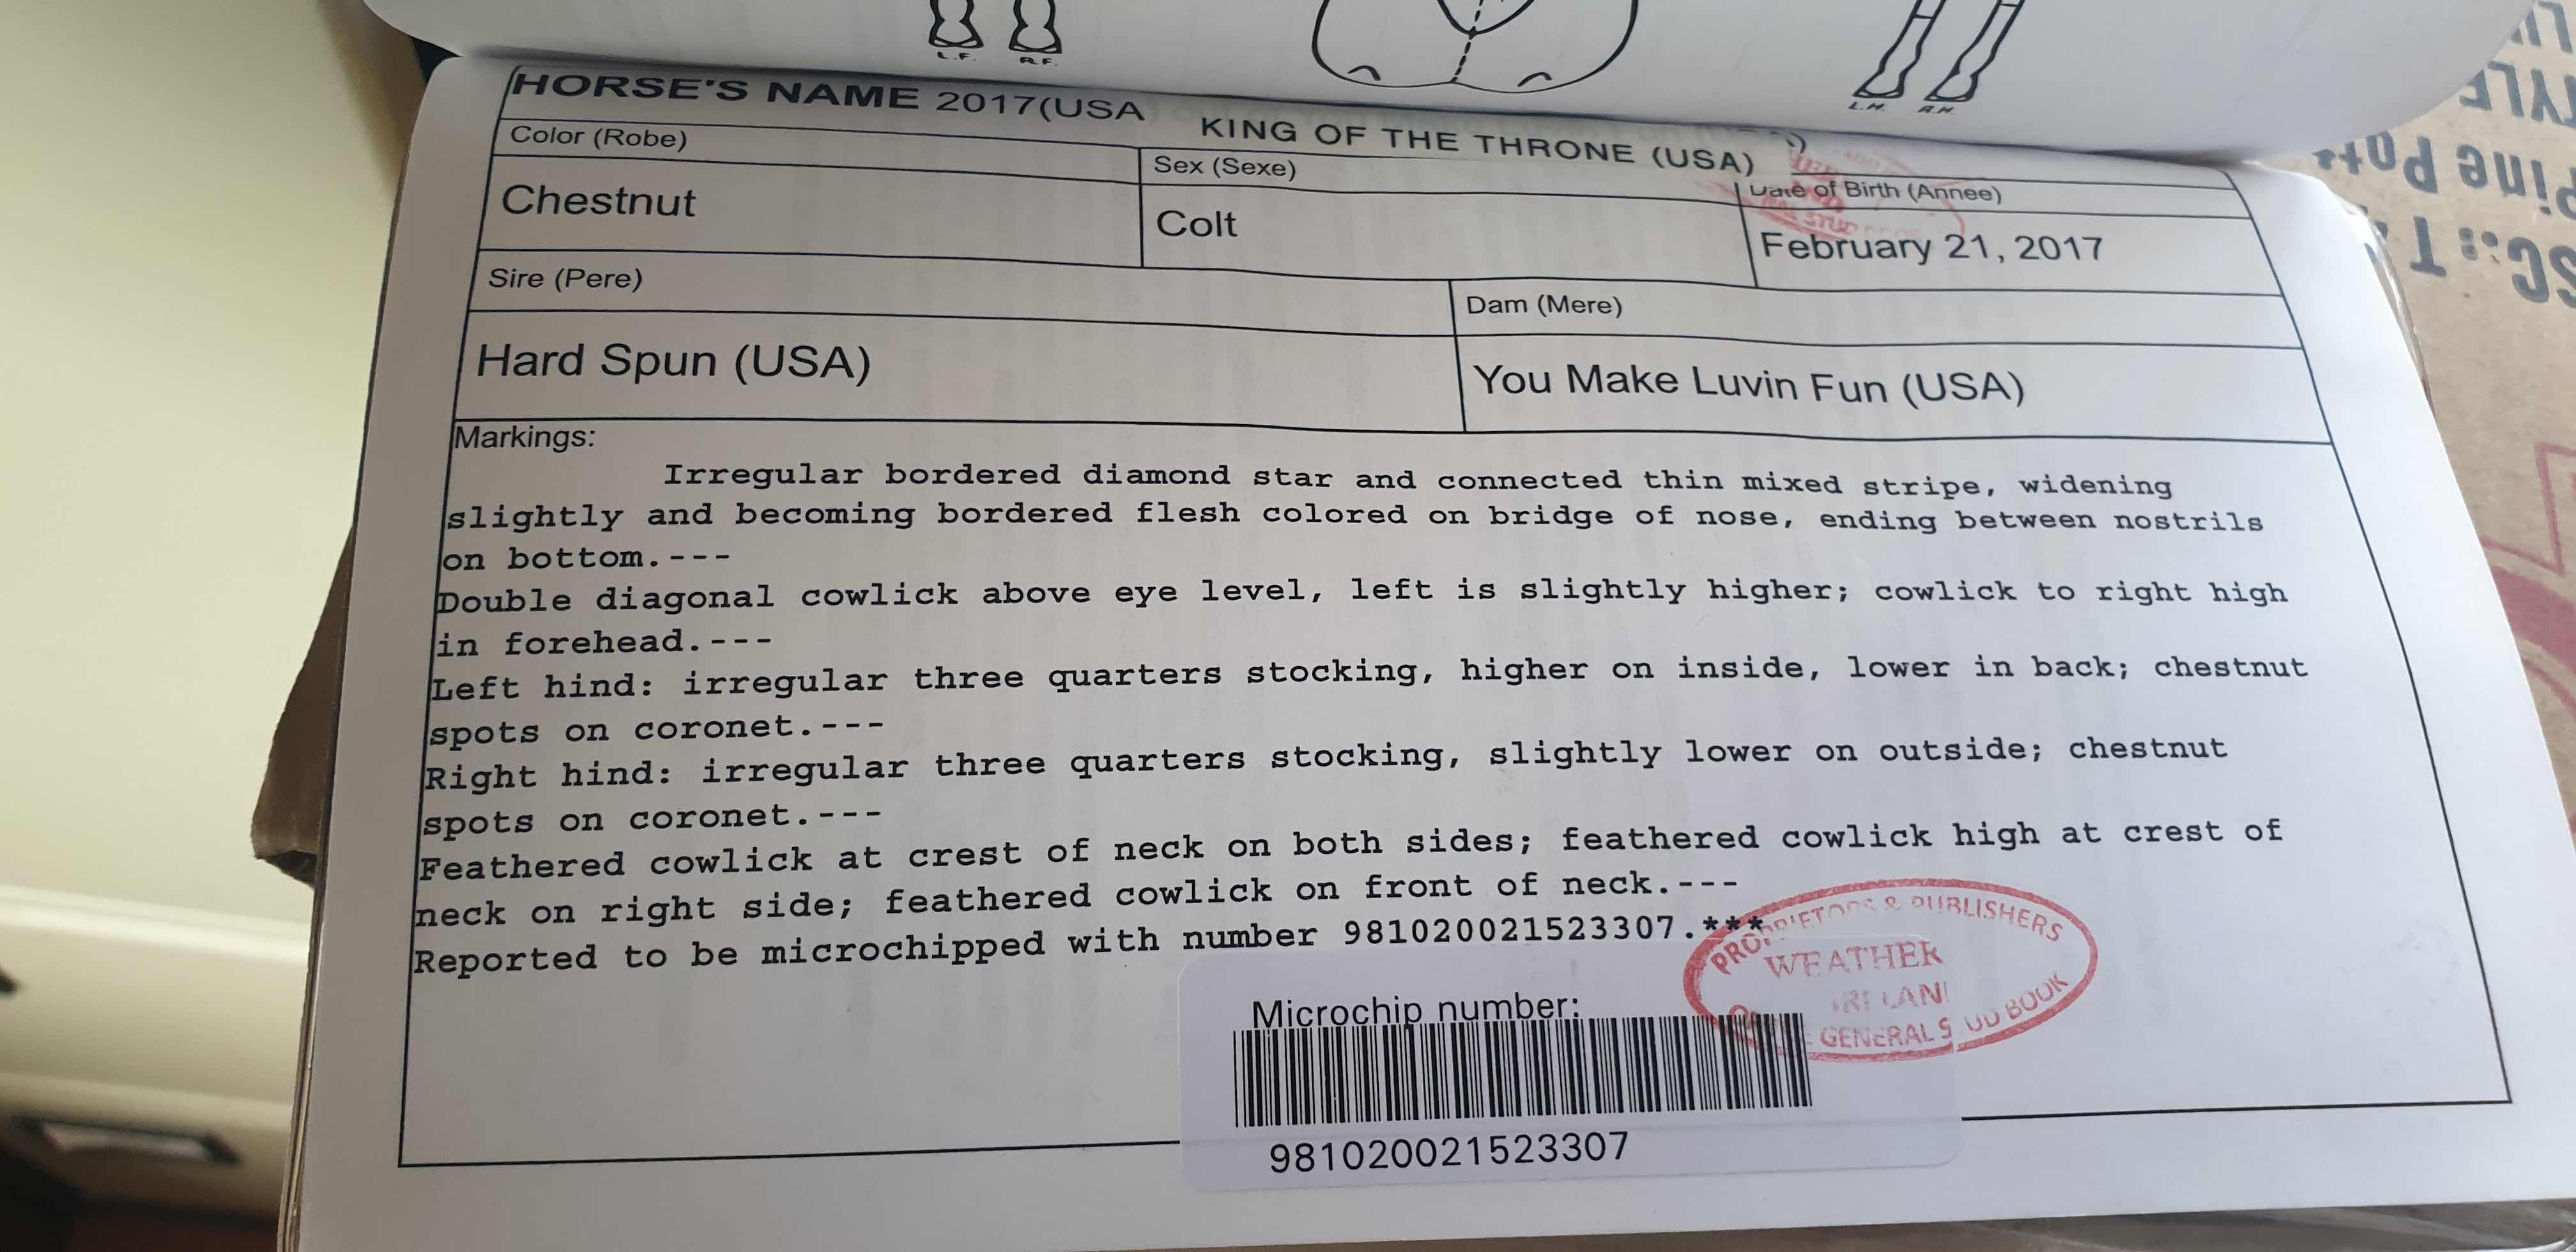 L.F. R.F.
L.H. R.H.
HORSE'S NAME 2017(USA
KING OF THE THRONE (USA)
Color (Robe)
Sex (Sexe)
Date of Birth (Annee)
Chestnut
Colt
February 21, 2017
Sire (Pere)
Dam (Mere)
Hard Spun (USA)
You Make Luvin Fun (USA)
Markings:
Irregular bordered diamond star and connected thin mixed stripe, widening
slightly and becoming bordered flesh colored on bridge of nose, ending between nostrils
on bottom.---
Double diagonal cowlick above eye level, left is slightly higher; cowlick to right high
in forehead.---
Left hind: irregular three quarters stocking, higher on inside, lower in back; chestnut
spots on coronet.---
Right hind: irregular three quarters stocking, slightly lower on outside; chestnut
spots on coronet.---
Feathered cowlick at crest of neck on both sides; feathered cowlick high at crest of
neck on right side; feathered cowlick on front of neck.---
Reported to be microchipped with number 981020021523307.***
& PUBLISHERS
WEATHER
GENERAL BOOK
Microchip number:
981020021523307
Pine